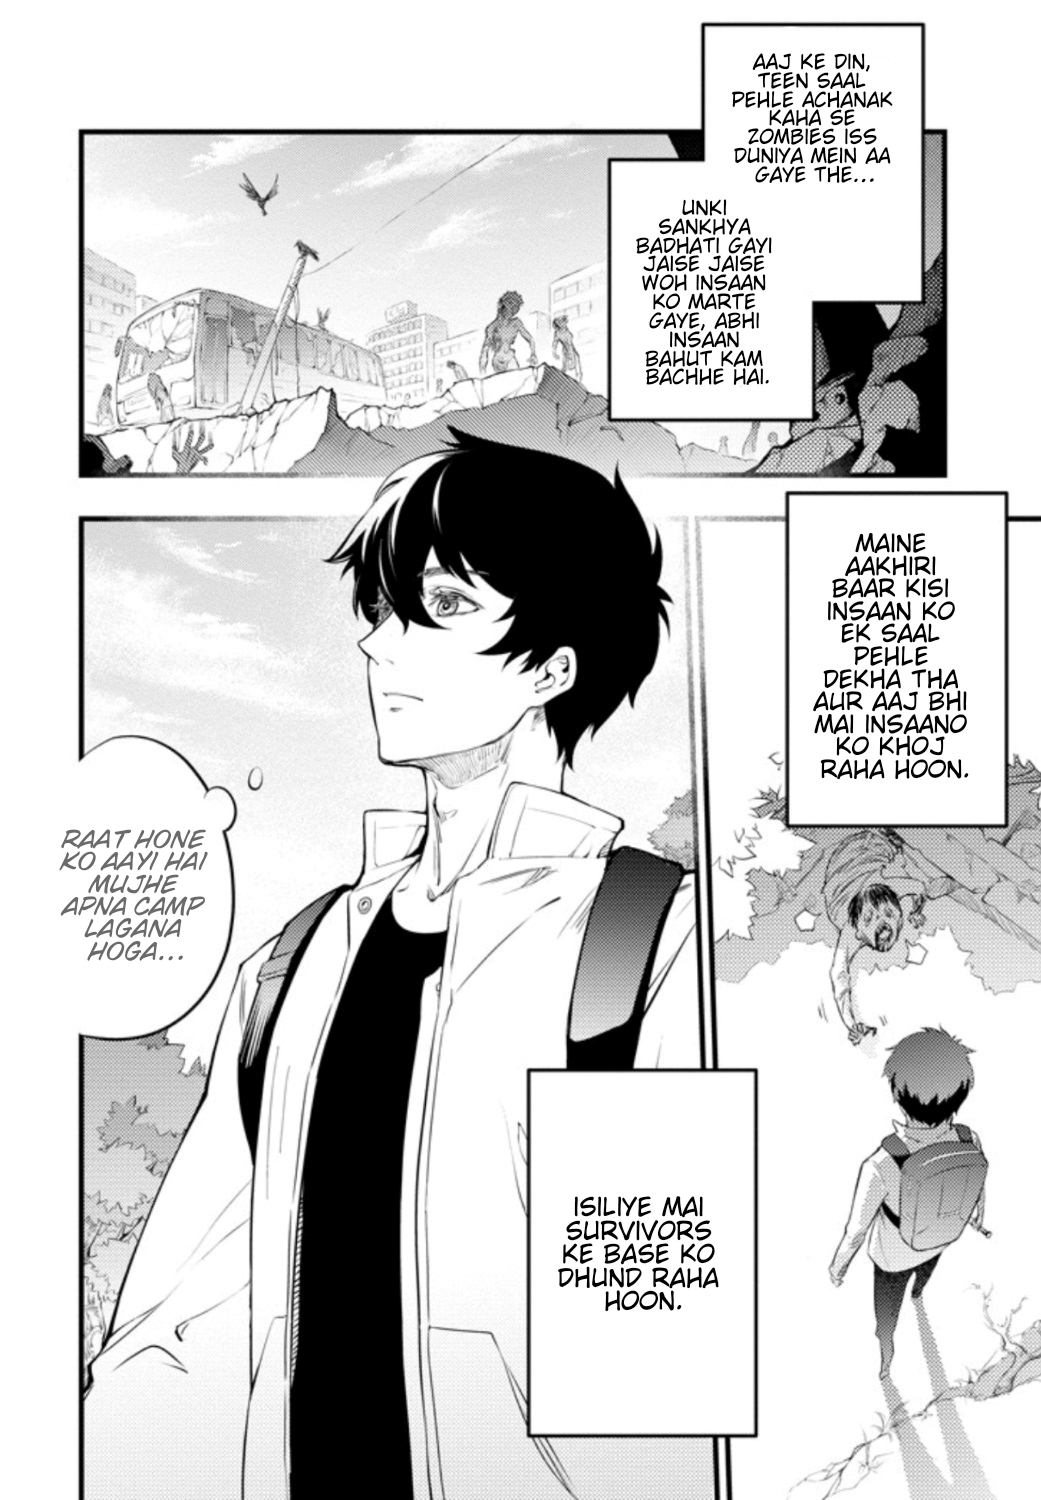 AAJ KE DIN,
TEEN SAAL
PEHLE ACHANAK
KAHA SE
ZOMBIES ISS
DUNIYA MEIN AA
GAYE THE...
UNKI
SANKHYA
BADHATI GAYI
JAISE JAISE
WOH INSAAN
KO MARTE
GAYE, ABHI
INSAAN
BAHUT KAM
BACHHE HAI.
MAINE
AAKHIRI
BAAR KISI
INSAAN KO
EK SAAL
PEHLE
DEKHA THA
AUR AAJ BHI
MAI INSAANO
KO KHOJ
RAHA HOON.
ISILIYE MAI
SURVIVORS
KE BASE KO
DHUND RAHA
HOON.
RAAT HONE
KO AAYI HAI
MUJHE
APNA CAMP
LAGANA
HOGA...